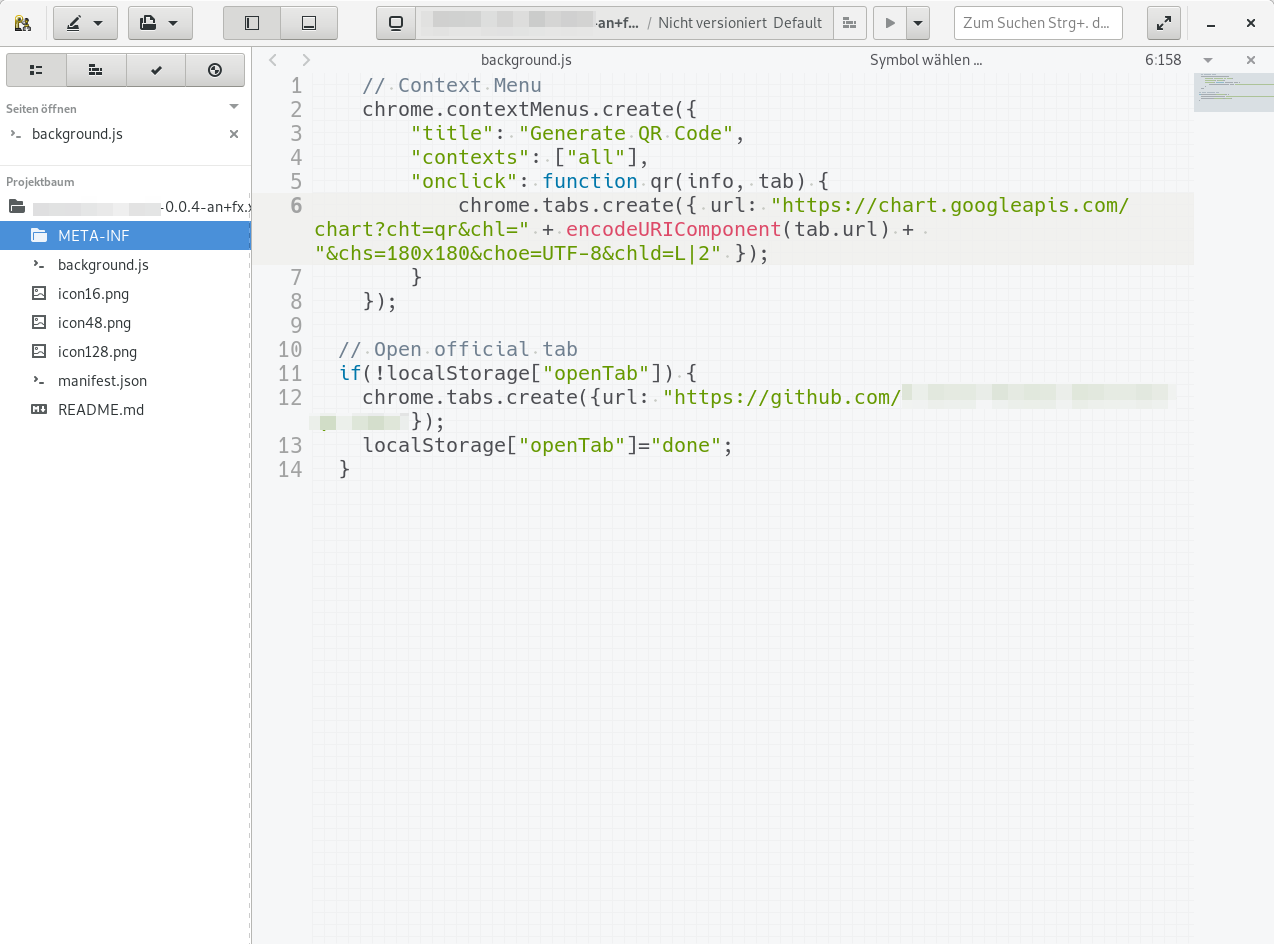 -an+f... / Nicht versioniert Default
Zum Suchen Strg+. d...
background.js
Symbol wählen ...
6:158
Seiten öffnen
background.js
Projektbaum
-0.0.4-an+fx.x
META-INF
background.js
icon16.png
icon48.png
icon128.png
manifest.json
README.md
1 // Context Menu
2 chrome.contextMenus.create({
3 "title": "Generate QR Code",
4 "contexts": ["all"],
5 "onclick": function qr(info, tab) {
6 chrome.tabs.create({ url: "https://chart.googleapis.com/
chart?cht=qr&chl=" + encodeURIComponent(tab.url) +
"&chs=180x180&choe=UTF-8&chld=L|2" });
7 }
8 });
9
10 // Open official tab
11 if(!localStorage["openTab"]) {
12 chrome.tabs.create({url: "https://github.com/
"});
13 localStorage["openTab"]="done";
14 }